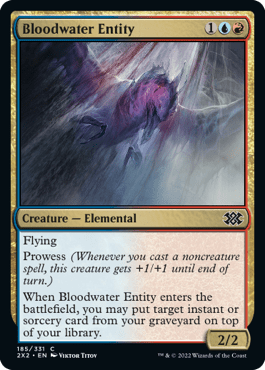 Bloodwater Entity 1
Creature — Elemental
Flying
Prowess (Whenever you cast a noncreature
spell, this creature gets +1/+1 until end of
turn.)
When Bloodwater Entity enters the
battlefield, you may put target instant or
sorcery card from your graveyard on top of
your library.
2/2
185/331 C
2X2 • EN Viktor Titov
™ & © 2022 Wizards of the Coast